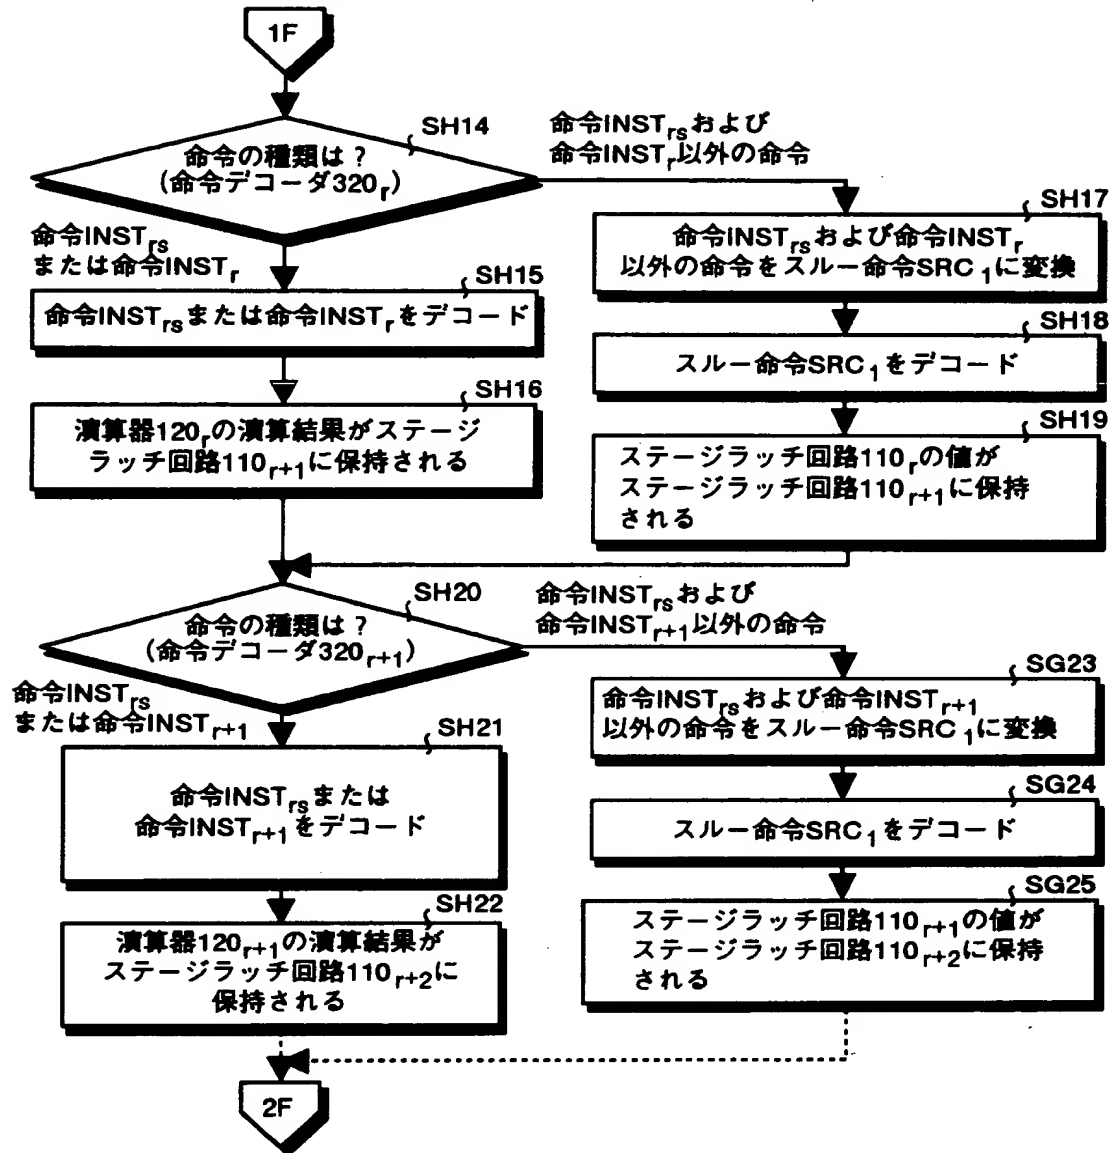 1F
SH14
命令の種類は？
（命令デコーダ320r）
命令INSTrsおよび
命令INSTr以外の命令
命令INSTrs
または命令INSTr
SH15
命令INSTrsまたは命令INSTrをデコード
SH16
演算器120rの演算結果がステージ
ラッチ回路110r+1に保持される
SH17
命令INSTrsおよび命令INSTr
以外の命令をスルー命令SRC1に変換
SH18
スルー命令SRC1をデコード
SH19
ステージラッチ回路110rの値が
ステージラッチ回路110r+1に保持
される
SH20
命令の種類は？
（命令デコーダ320r+1）
命令INSTrsおよび
命令INSTr+1以外の命令
命令INSTrs
または命令INSTr+1
SH21
命令INSTrsまたは
命令INSTr+1をデコード
SH22
演算器120r+1の演算結果が
ステージラッチ回路110r+2に
保持される
SG23
命令INSTrsおよび命令INSTr+1
以外の命令をスルー命令SRC1に変換
SG24
スルー命令SRC1をデコード
SG25
ステージラッチ回路110r+1の値が
ステージラッチ回路110r+2に保持
される
2F